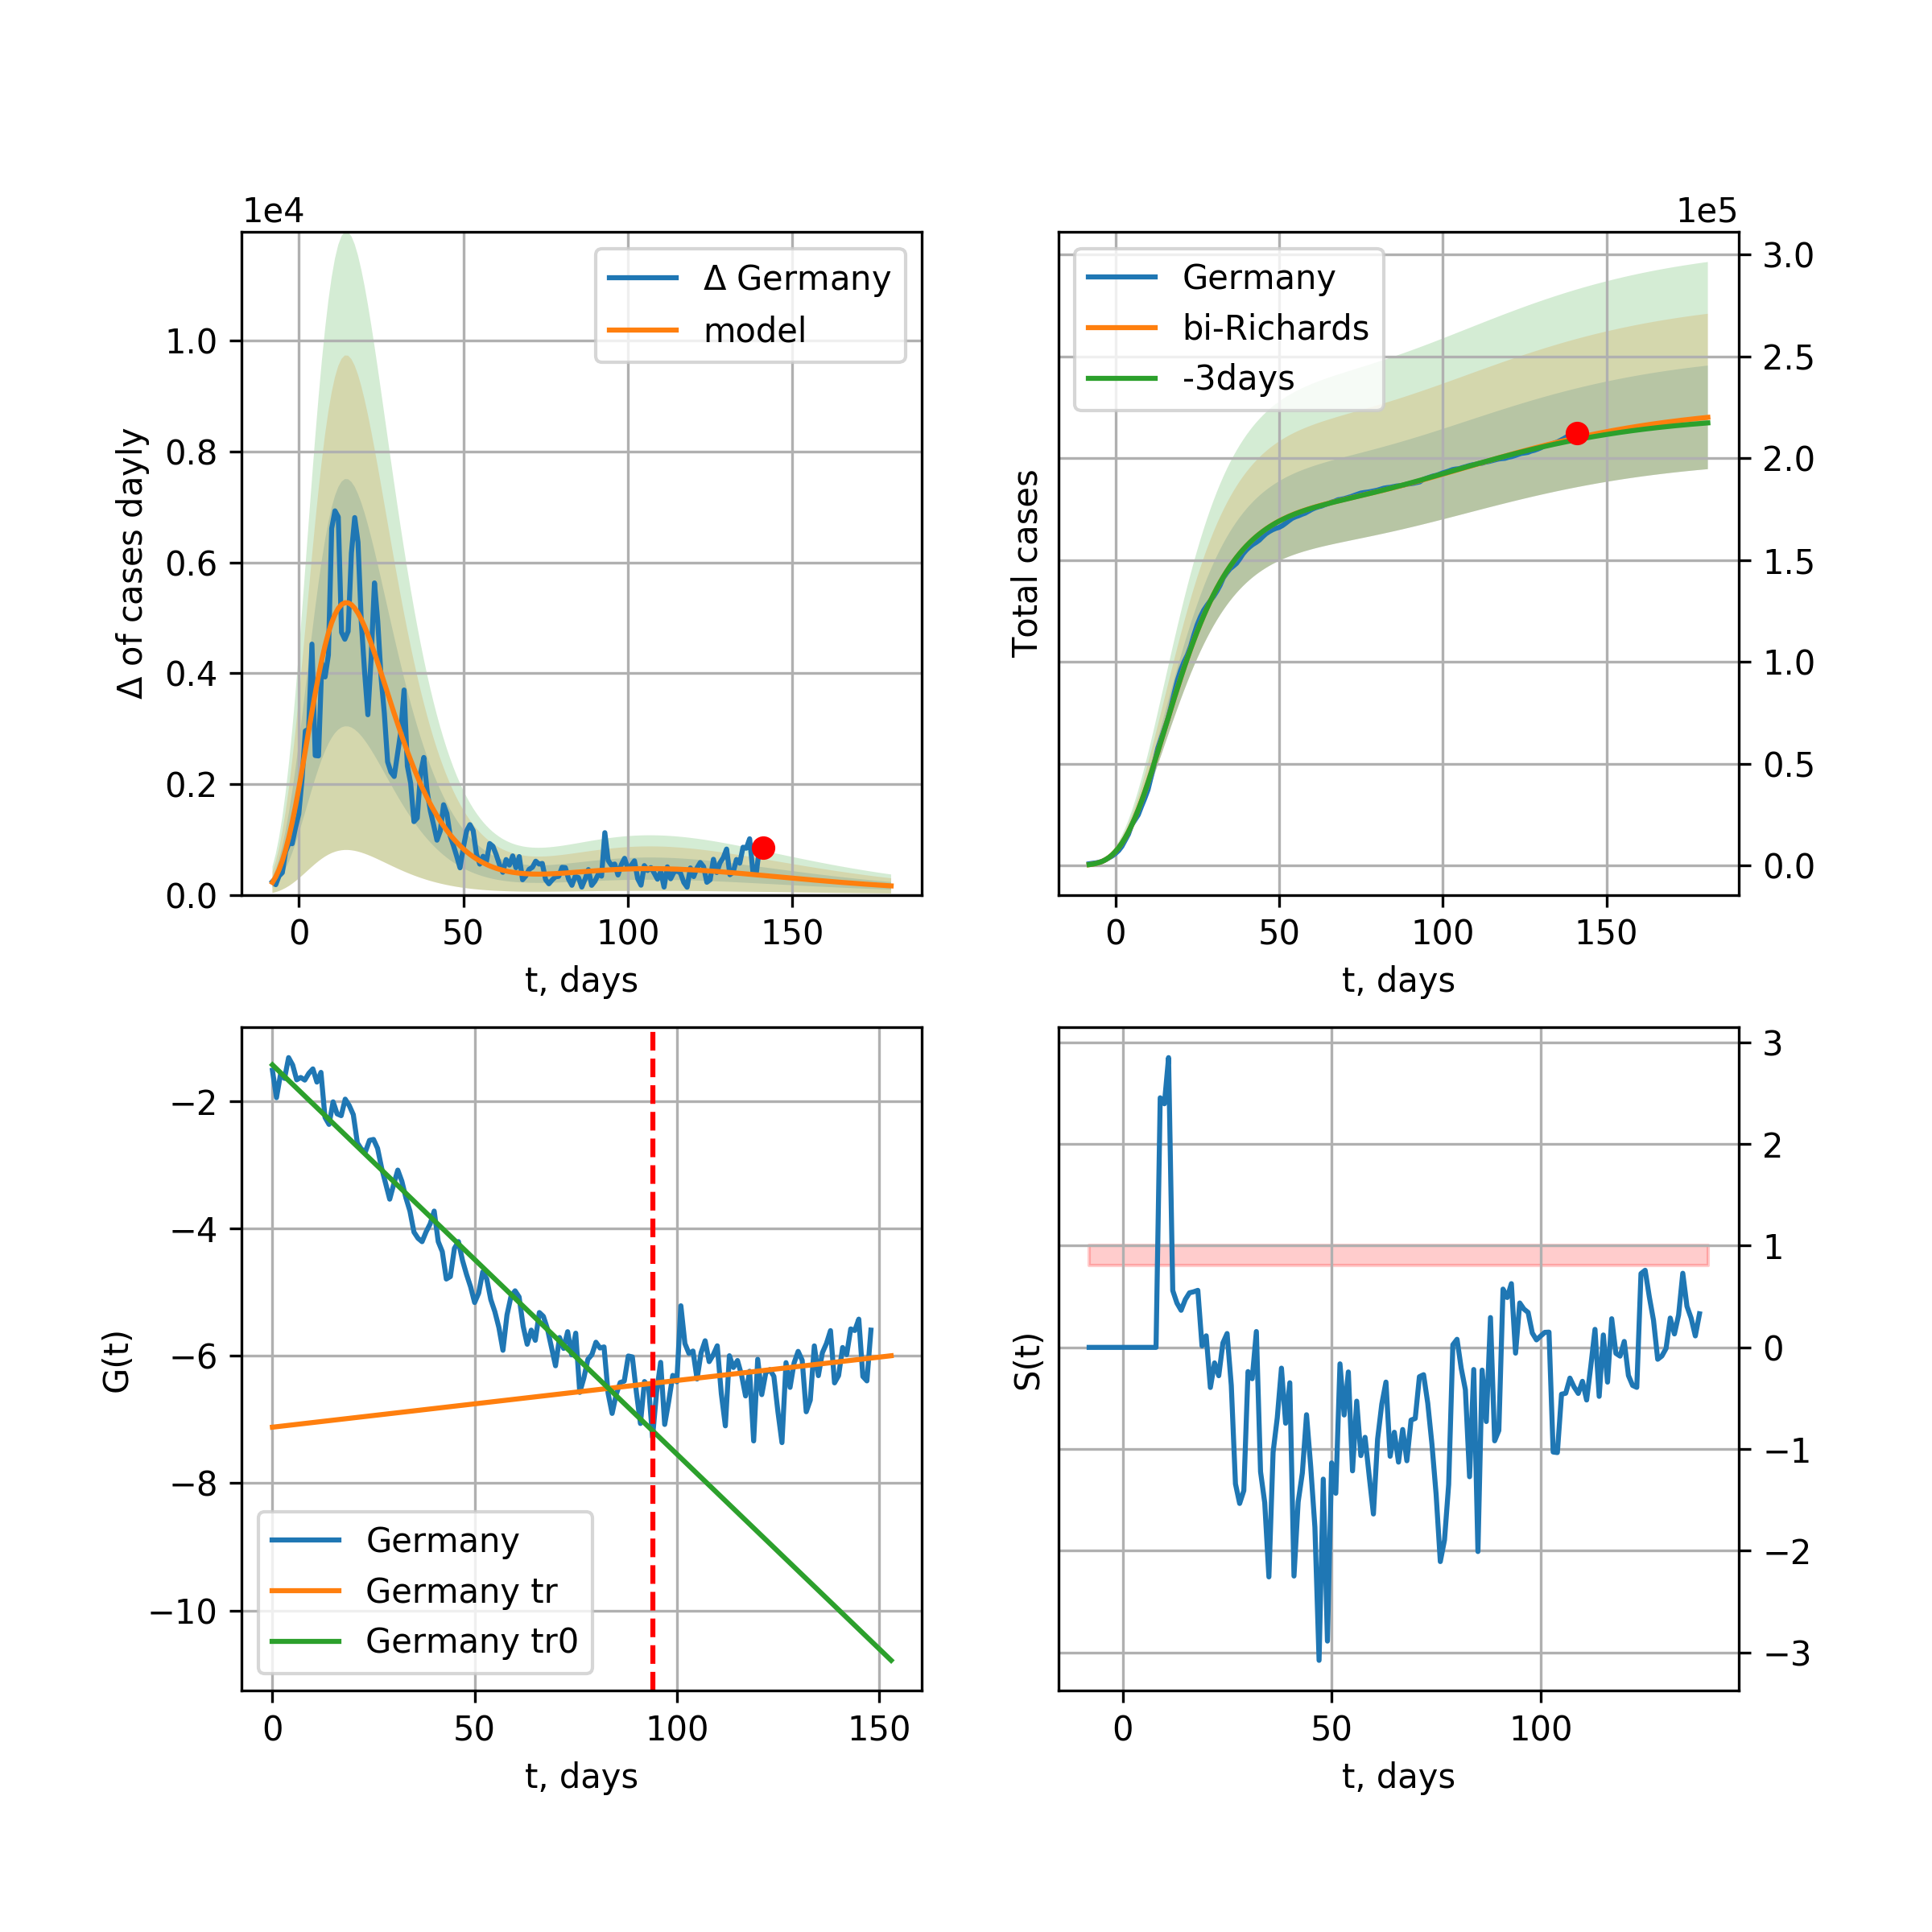 1e4
Δ of cases dayly
1.0
0.8
0.6
0.4
0.2
0.0
Δ Germany
model
0 50 100 150
t, days
1e5
Total cases
Germany
bi-Richards
-3days
3.0
2.5
2.0
1.5
1.0
0.5
0.0
0 50 100 150
t, days
G(t)
−2
−4
−6
−8
−10
Germany
Germany tr
Germany tr0
0 50 100 150
t, days
S(t)
3
2
1
0
−1
−2
−3
0 50 100
t, days